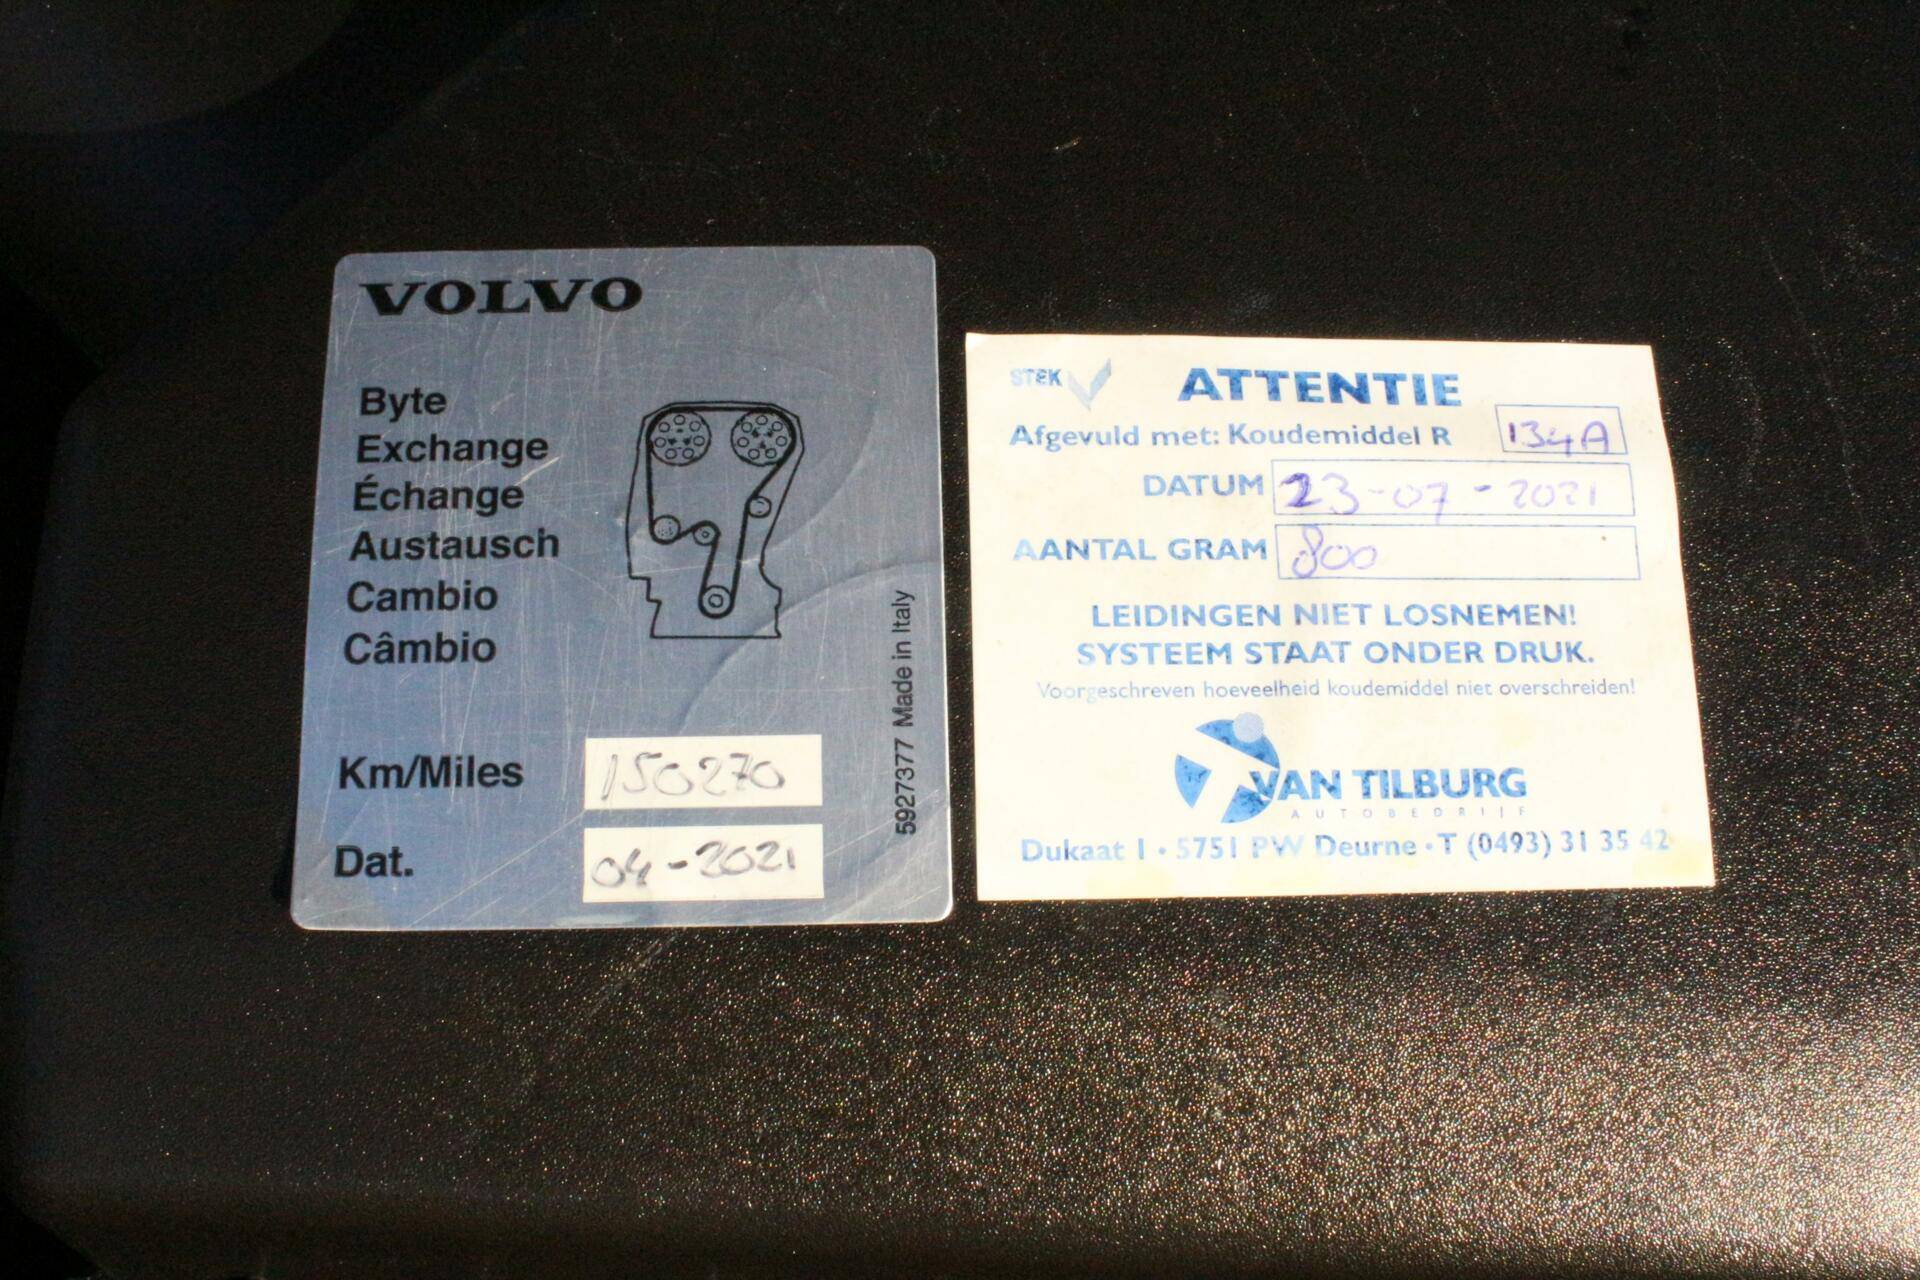 VOLVO
Byte
Exchange
Échange
Austausch
Cambio
Câmbio
Km/Miles 150270
Dat. 04-2021
5927377 Made in Italy
STEK ATTENTIE
Afgevuld met: Koudemiddel R 134A
DATUM 23-07-2021
AANTAL GRAM 800
LEIDINGEN NIET LOSNEMEN!
SYSTEEM STAAT ONDER DRUK.
Voorgeschreven hoeveelheid koudemiddel niet overschreiden!
VAN TILBURG
AUTOBEDRIJF
Dukaat 1 • 5751 PW Deurne • T (0493) 31 35 42